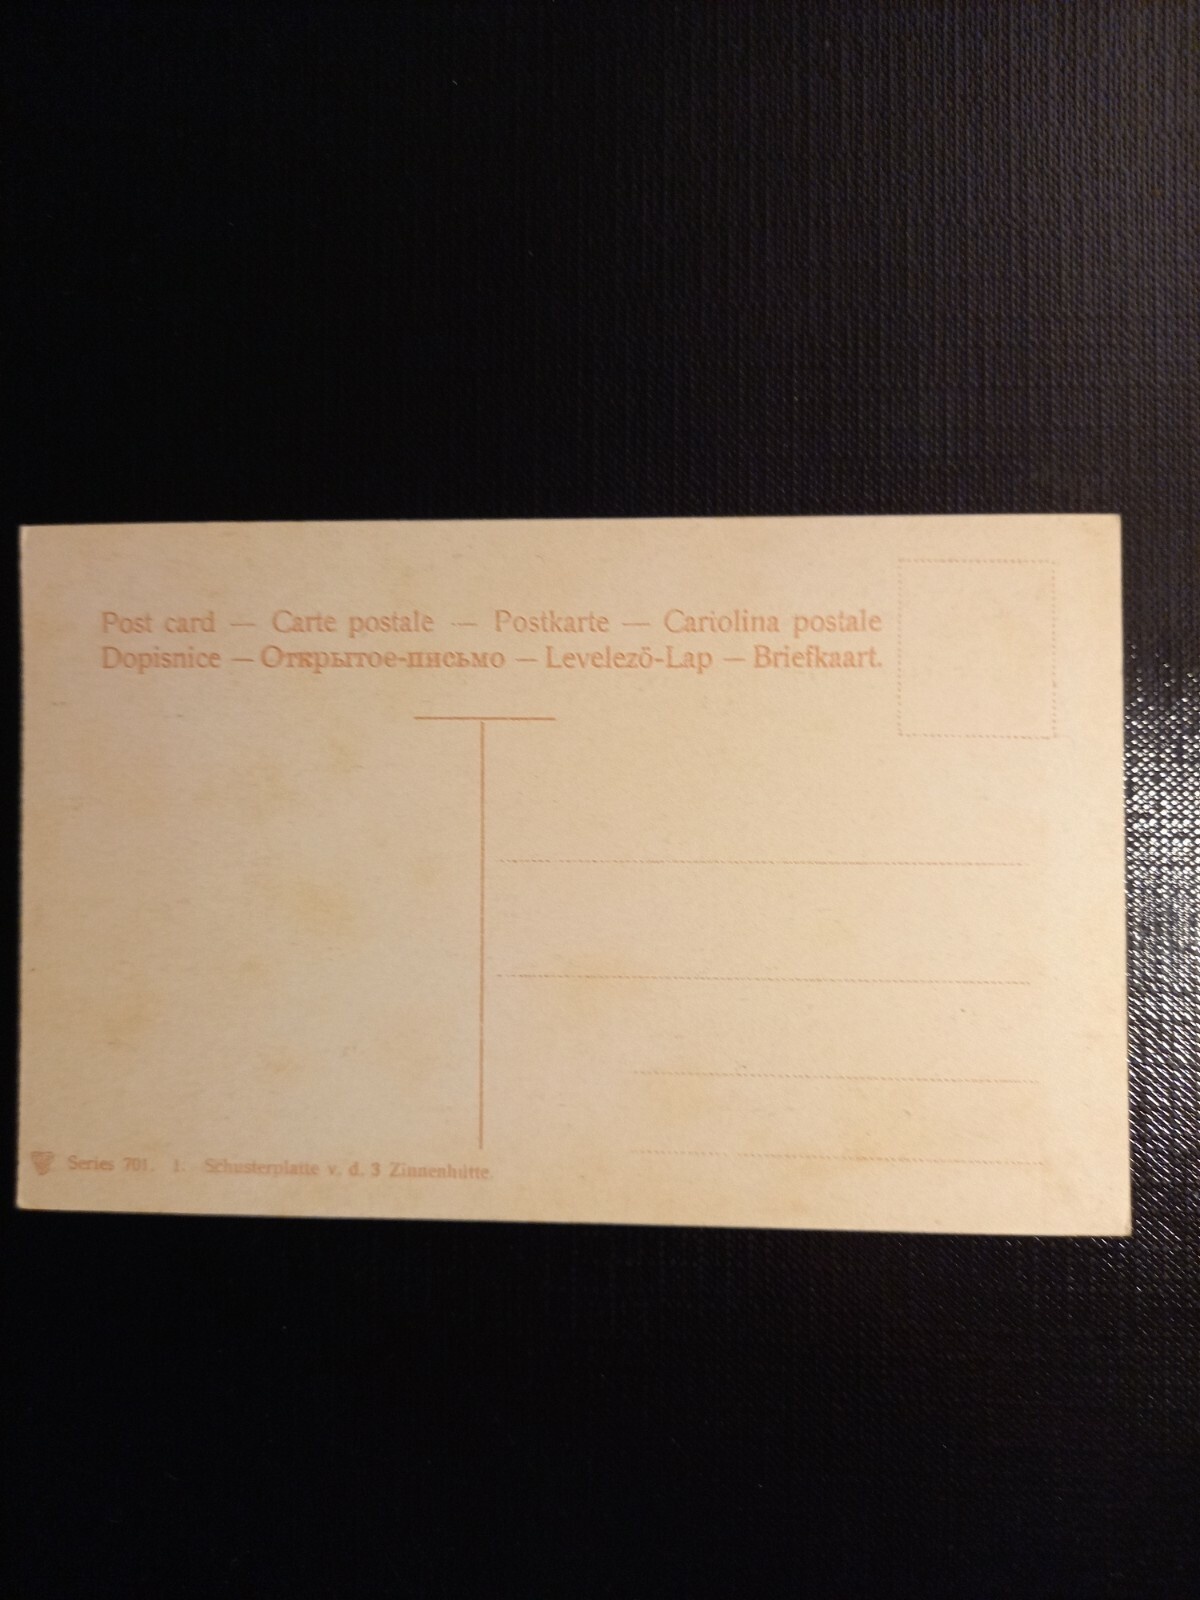 Post card — Carte postale — Postkarte — Cariolina postale
Dopisnice — Открытое-письмо — Levelezö-Lap — Briefkaart.
Series 701. 1. Schusterplatte v. d. 3 Zinnenhütte.